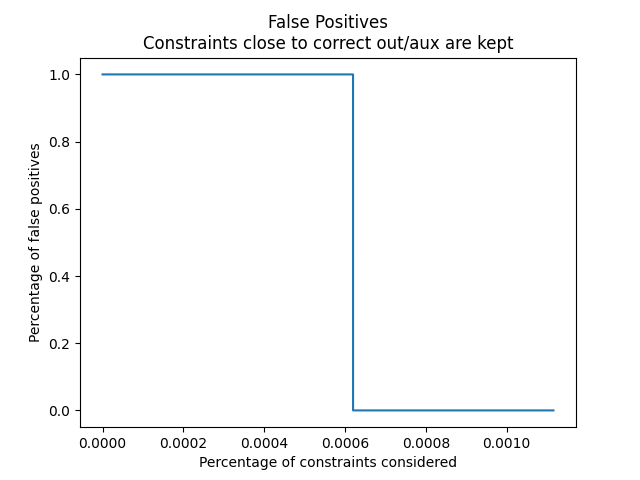 False Positives
Constraints close to correct out/aux are kept
Percentage of false positives
1.0
0.8
0.6
0.4
0.2
0.0
0.0000 0.0002 0.0004 0.0006 0.0008 0.0010
Percentage of constraints considered